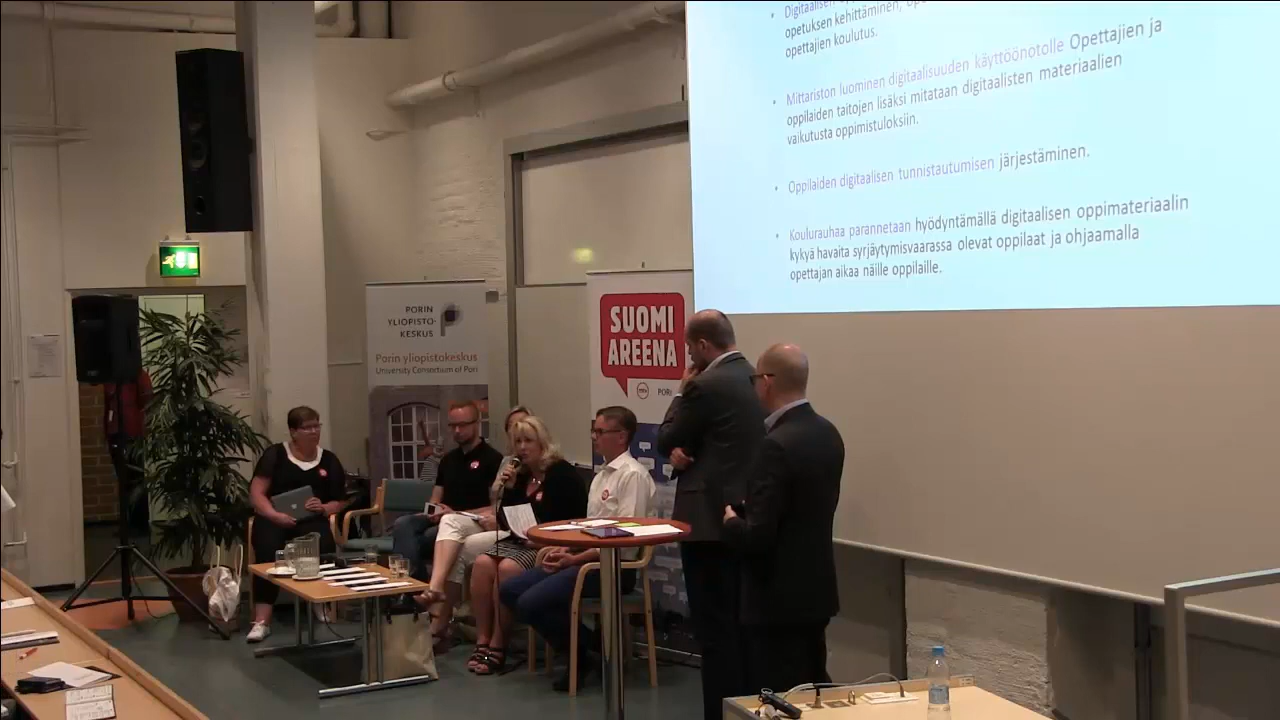 Digitaalisen
opetuksen kehittäminen,
opettajien koulutus.
Mittariston luominen digitaalisuuden käyttöönotolle Opettajien ja
oppilaiden taitojen lisäksi mitataan digitaalisten materiaalien
vaikutusta oppimistuloksiin.
Oppilaiden digitaalisen tunnistautumisen järjestäminen.
Koulurauhaa parannetaan hyödyntämällä digitaalisen oppimateriaalin
kykyä havaita syrjäytymisvaarassa olevat oppilaat ja ohjaamalla
opettajan aikaa näille oppilaille.
PORIN
YLIOPISTO-
KESKUS
Porin yliopistokeskus
University Consortium of Pori
SUOMI
AREENA
PORI